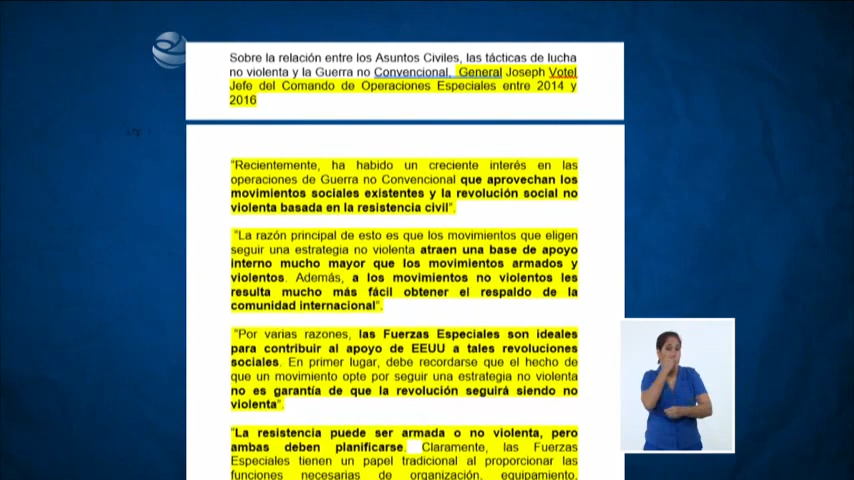 Sobre la relación entre los Asuntos Civiles, las tácticas de lucha
no violenta y la Guerra no Convencional, General Joseph Votel
Jefe del Comando de Operaciones Especiales entre 2014 y
2016
"Recientemente, ha habido un creciente interés en las
operaciones de Guerra no Convencional que aprovechan los
movimientos sociales existentes y la revolución social no
violenta basada en la resistencia civil".
"La razón principal de esto es que los movimientos que eligen
seguir una estrategia no violenta atraen una base de apoyo
interno mucho mayor que los movimientos armados y
violentos. Además, a los movimientos no violentos les
resulta mucho más fácil obtener el respaldo de la
comunidad internacional".
"Por varias razones, las Fuerzas Especiales son ideales
para contribuir al apoyo de EEUU a tales revoluciones
sociales. En primer lugar, debe recordarse que el hecho de
que un movimiento opte por seguir una estrategia no violenta
no es garantía de que la revolución seguirá siendo no
violenta".
"La resistencia puede ser armada o no violenta, pero
ambas deben planificarse. Claramente, las Fuerzas
Especiales tienen un papel tradicional al proporcionar las
funciones necesarias de organización, equipamiento,